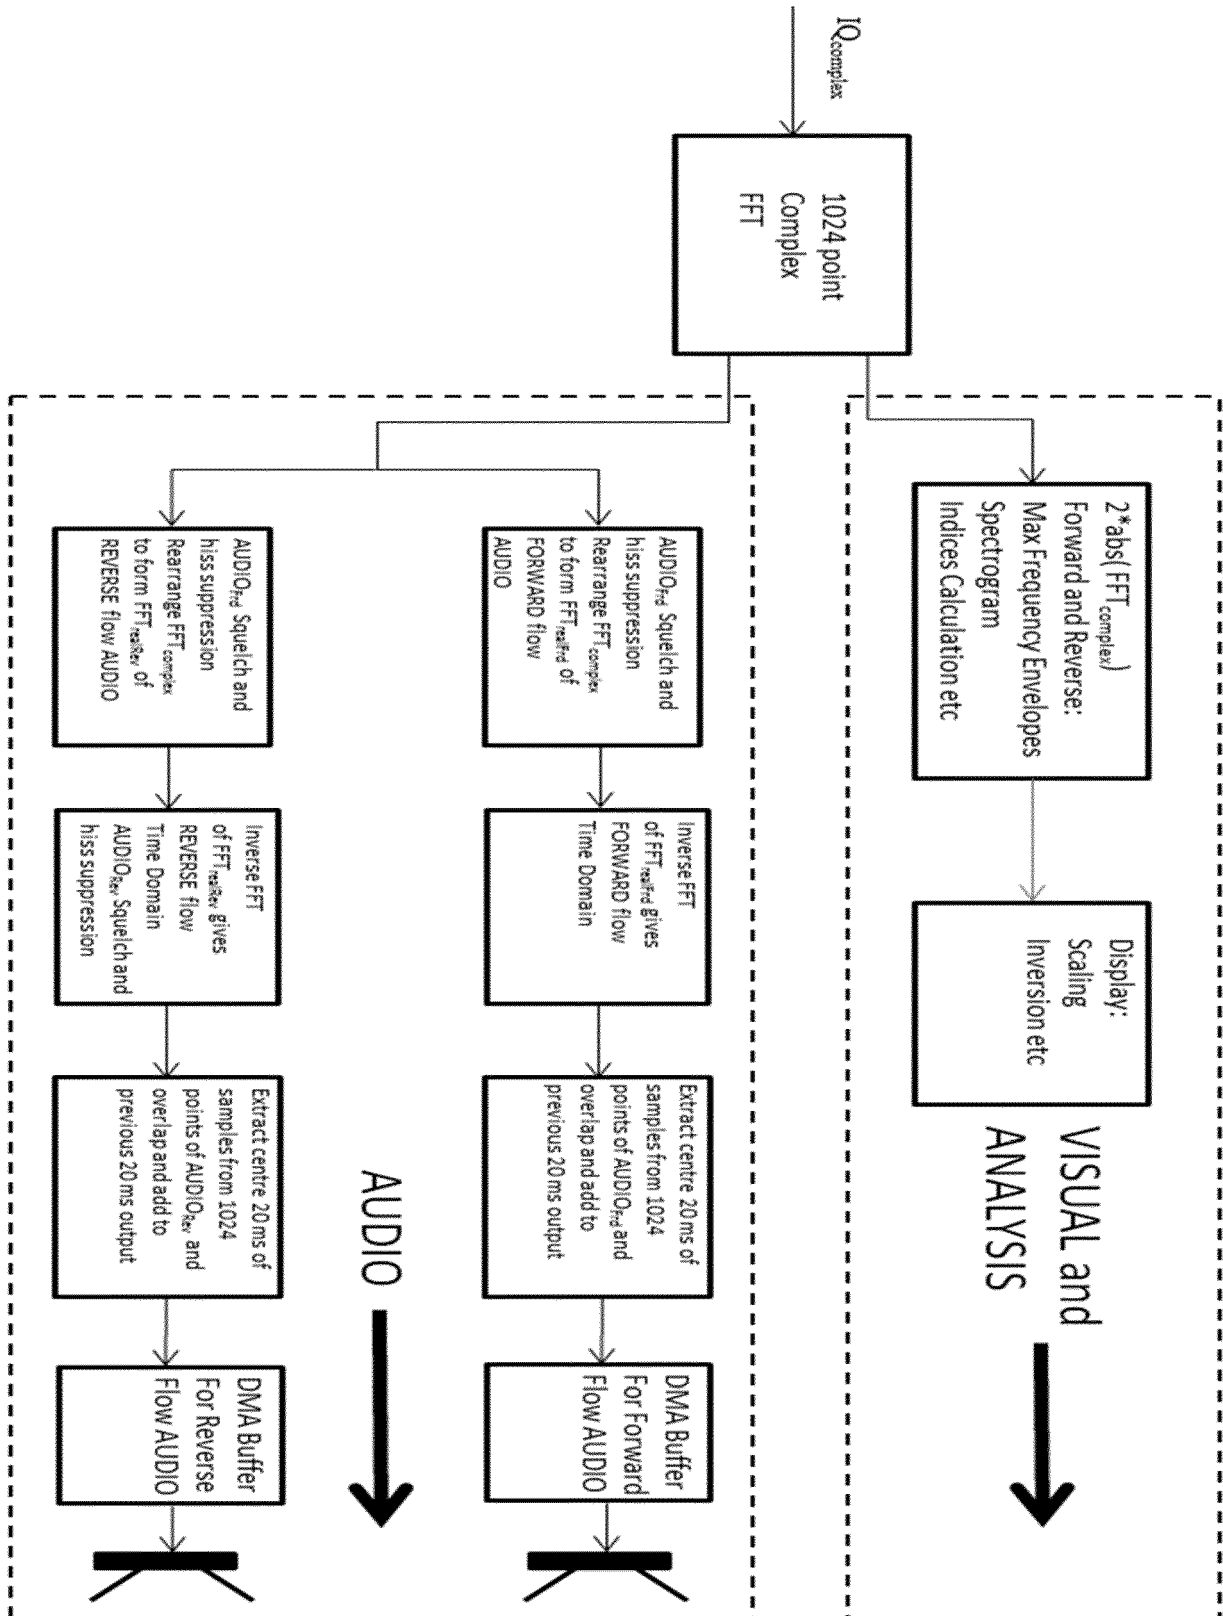 IQcomplex
1024 point
Complex
FFT
2*abs(FFTcomplex)
Forward and Reverse:
Max Frequency Envelopes
Spectrogram
Indices Calculation etc
Display:
Scaling
Inversion etc
VISUAL and
ANALYSIS
AUDIOFrd Squelch and
hiss suppression
Rearrange FFTcomplex
to form FFTrealFrd of
FORWARD flow
AUDIO
Inverse FFT
of FFTrealFrd gives
FORWARD flow
Time Domain
Extract centre 20 ms of
samples from 1024
points of AUDIOFrd and
overlap and add to
previous 20 ms output
DMA Buffer
For Forward
Flow AUDIO
AUDIO
AUDIOFrd Squelch and
hiss suppression
Rearrange FFTcomplex
to form FFTrealRev of
REVERSE flow AUDIO
Inverse FFT
of FFTrealRev gives
REVERSE flow
Time Domain
AUDIORev Squelch and
hiss suppression
Extract centre 20 ms of
samples from 1024
points of AUDIORev and
overlap and add to
previous 20 ms output
DMA Buffer
For Reverse
Flow AUDIO